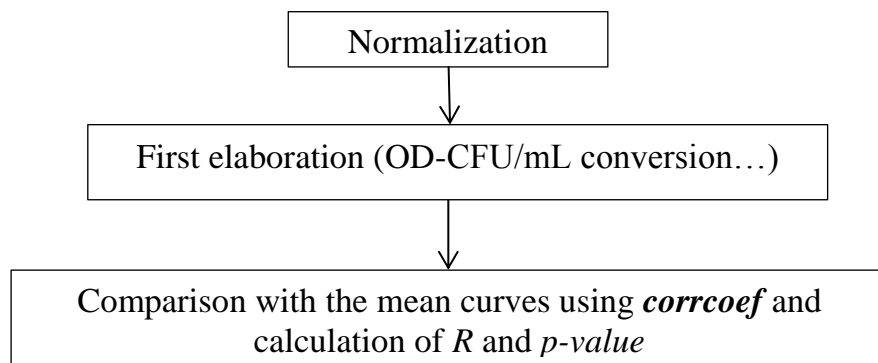 Normalization
First elaboration (OD-CFU/mL conversion…)
Comparison with the mean curves using corrcoef and
calculation of R and p-value